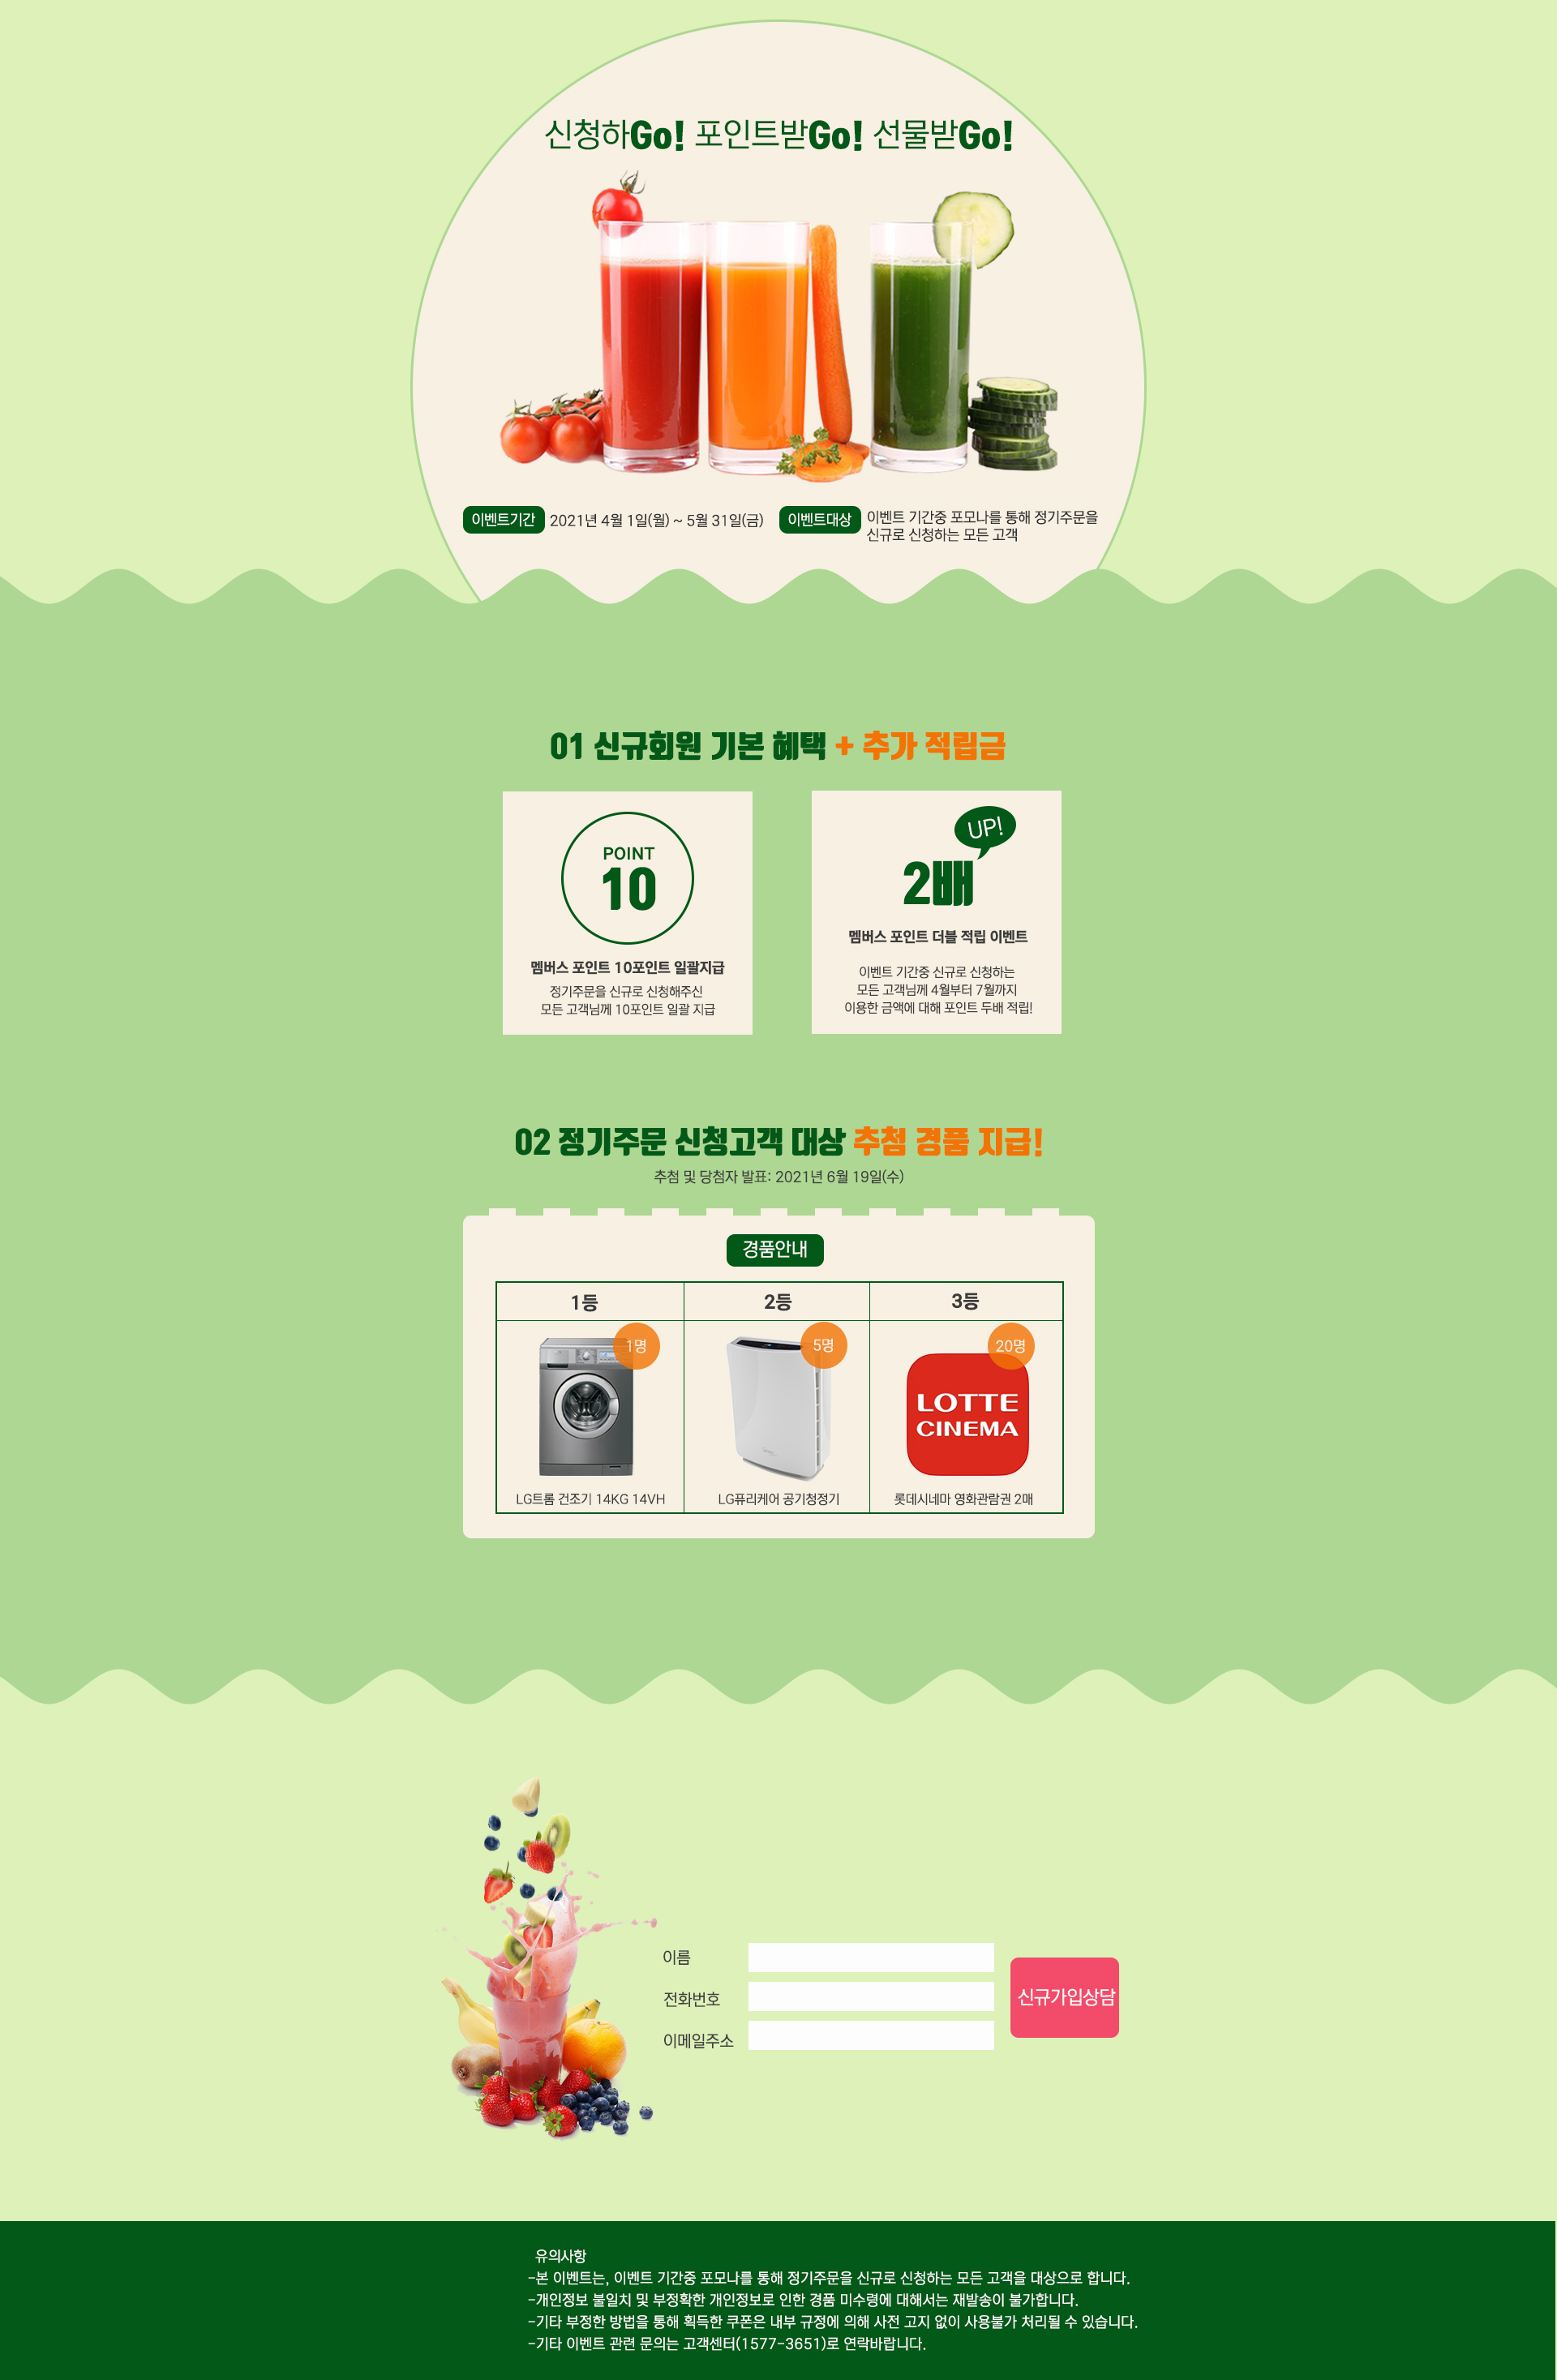 신청하Go! 포인트받Go! 선물받Go!
이벤트기간 2021년 4월 1일(월) ~ 5월 31일(금)
이벤트대상 이벤트 기간중 포모나를 통해 정기주문을
신규로 신청하는 모든 고객
01 신규회원 기본 혜택 + 추가 적립금
POINT
10
멤버스 포인트 10포인트 일괄지급
정기주문을 신규로 신청해주신
모든 고객님께 10포인트 일괄 지급
UP!
2배
멤버스 포인트 더블 적립 이벤트
이벤트 기간중 신규로 신청하는
모든 고객님께 4월부터 7월까지
이용한 금액에 대해 포인트 두배 적립!
02 정기주문 신청고객 대상 추첨 경품 지급!
추첨 및 당첨자 발표: 2021년 6월 19일(수)
경품안내
1등
2등
3등
1명
5명
20명
LOTTE
CINEMA
LG트롬 건조기 14KG 14VH
LG퓨리케어 공기청정기
롯데시네마 영화관람권 2매
이름
전화번호
이메일주소
신규가입상담
유의사항
-본 이벤트는, 이벤트 기간중 포모나를 통해 정기주문을 신규로 신청하는 모든 고객을 대상으로 합니다.
-개인정보 불일치 및 부정확한 개인정보로 인한 경품 미수령에 대해서는 재발송이 불가합니다.
-기타 부정한 방법을 통해 획득한 쿠폰은 내부 규정에 의해 사전 고지 없이 사용불가 처리될 수 있습니다.
-기타 이벤트 관련 문의는 고객센터(1577-3651)로 연락바랍니다.